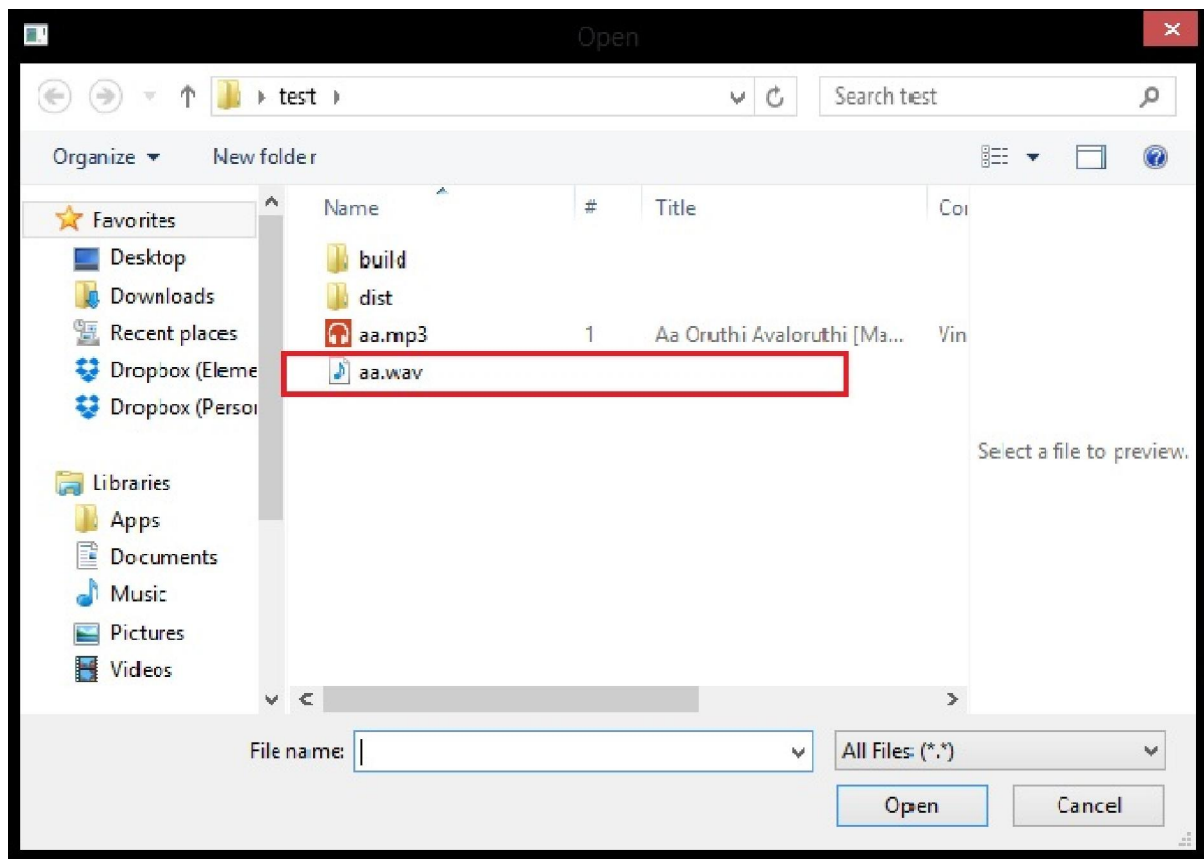 Open
test
Search test
Organize
New folder
Name
#
Title
Co
Favorites
Desktop
Downloads
Recent places
Dropbox (Eleme
Dropbox (Person
Libraries
Apps
Documents
Music
Pictures
Videos
build
dist
aa.mp3 1 Aa Oruthi Avaloruthi [Ma... Vin
aa.wav
Select a file to preview.
File name:
All Files (*.*)
Open
Cancel